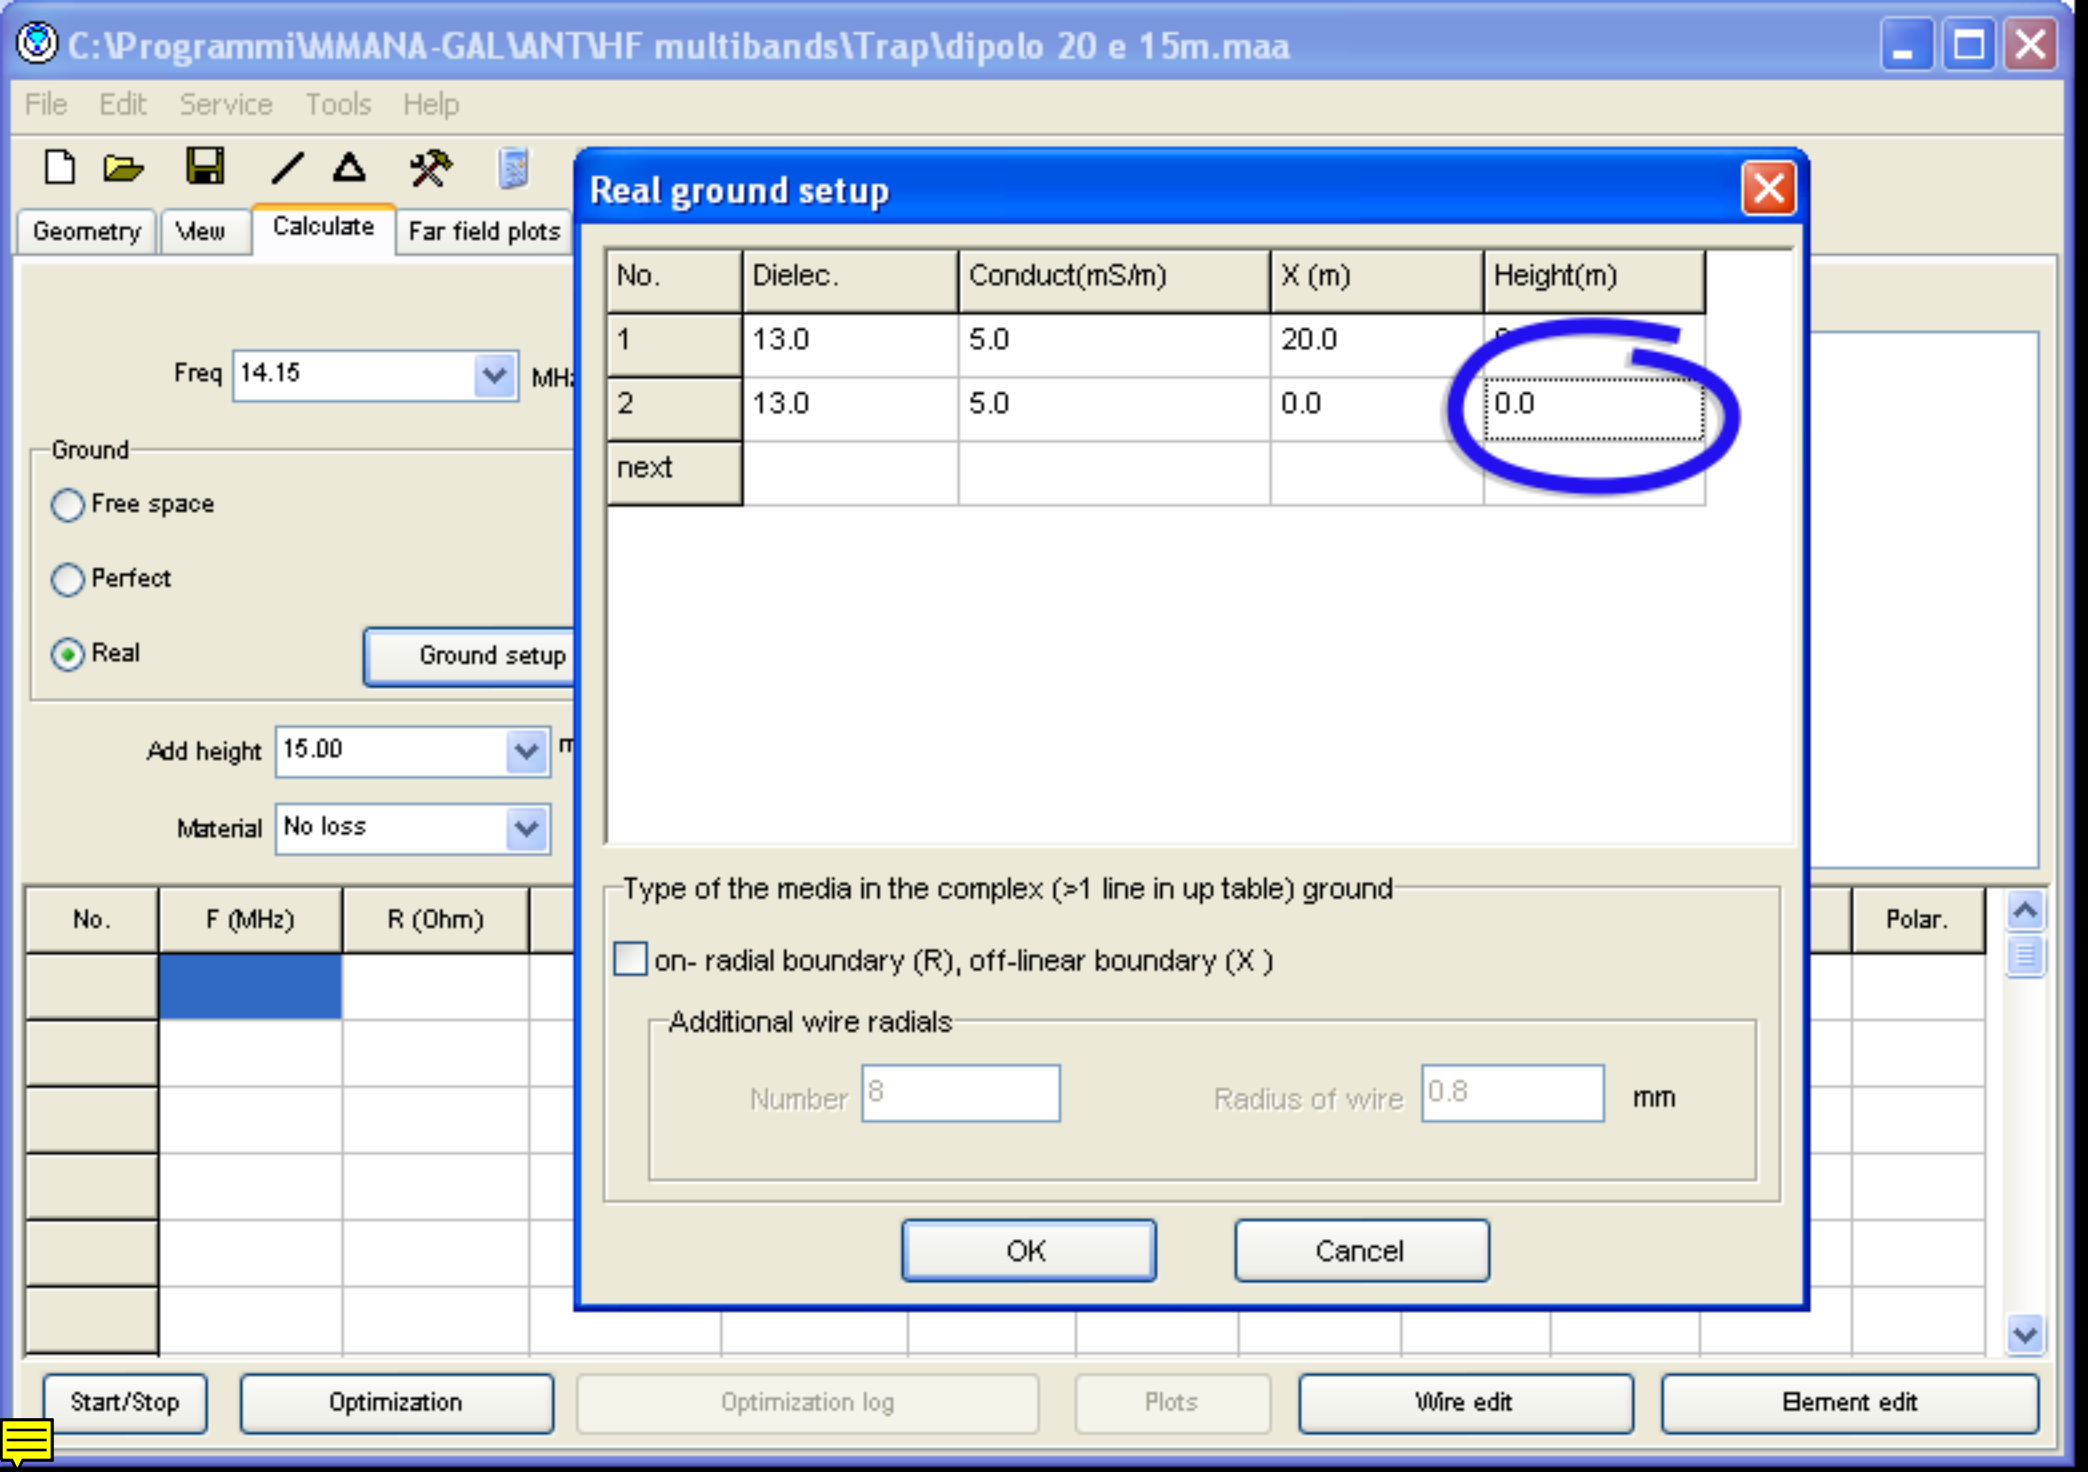 C:\Programmi\MMANA-GAL\ANT\HF multibands\Trap\dipolo 20 e 15m.maa
File Edit Service Tools Help
Real ground setup
Geometry View Calculate Far field plots
No. Dielec. Conduct(mS/m) X (m) Height(m)
1 13.0 5.0 20.0
2 13.0 5.0 0.0 0.0
next
Freq 14.15
Ground
Free space
Perfect
Real Ground setup
Add height 15.00
Material No loss
Type of the media in the complex (>1 line in up table) ground
on- radial boundary (R), off-linear boundary (X )
Additional wire radials
Number 8 Radius of wire 0.8 mm
OK Cancel
No. F (MHz) R (Ohm) Polar.
Start/Stop Optimization Optimization log Plots Wire edit Element edit